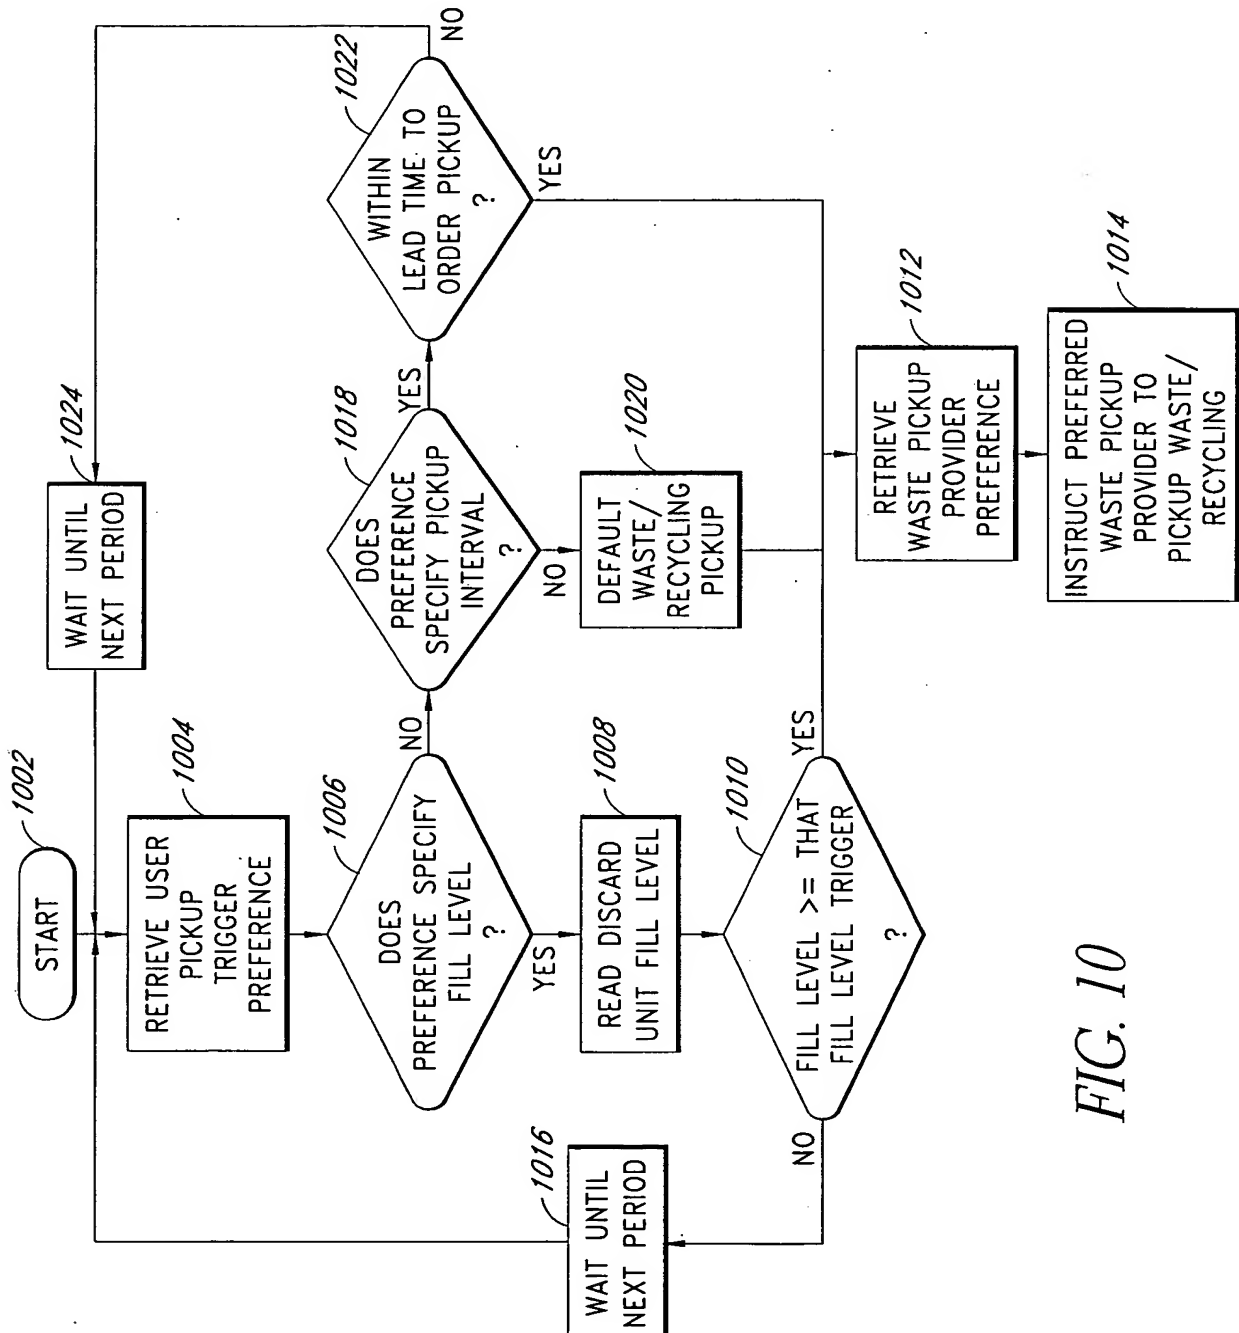 START
1002
RETRIEVE USER
PICKUP
TRIGGER
PREFERENCE
1004
DOES
PREFERENCE SPECIFY
FILL LEVEL
?
1006
NO
YES
READ DISCARD
UNIT FILL LEVEL
1008
FILL LEVEL >= THAT
FILL LEVEL TRIGGER
?
1010
NO
YES
WAIT UNTIL
NEXT PERIOD
1016
WAIT UNTIL
NEXT PERIOD
1024
DOES
PREFERENCE
SPECIFY PICKUP
INTERVAL
?
1018
YES
NO
DEFAULT
WASTE/
RECYCLING
PICKUP
1020
WITHIN
LEAD TIME TO
ORDER PICKUP
?
1022
NO
YES
RETRIEVE
WASTE PICKUP
PROVIDER
PREFERENCE
1012
INSTRUCT PREFERRED
WASTE PICKUP
PROVIDER TO
PICKUP WASTE/
RECYCLING
1014
FIG. 10